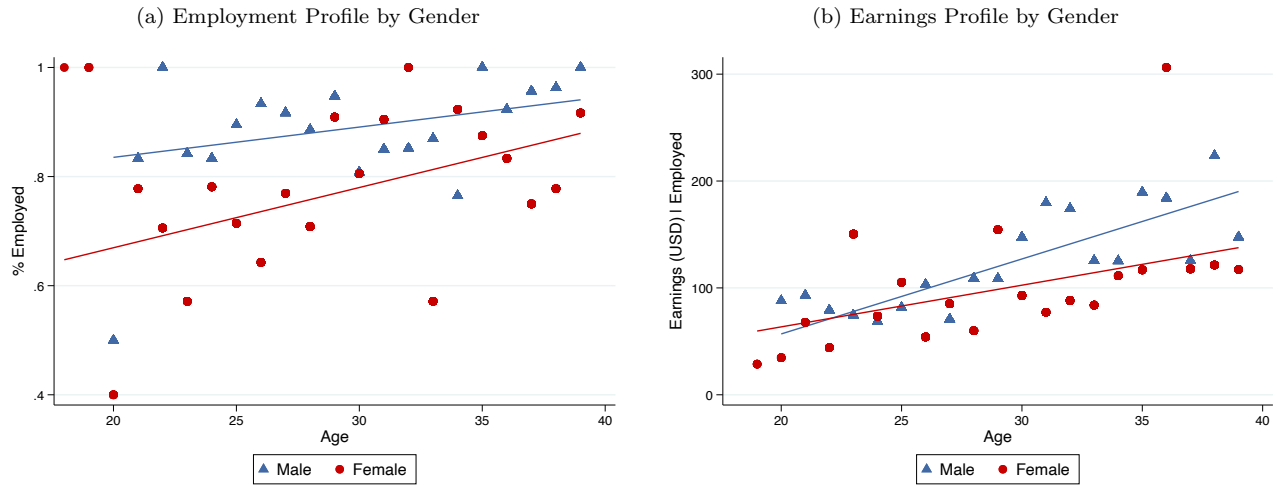 (a) Employment Profile by Gender
% Employed
1
.8
.6
.4
20
25
30
35
40
Age
Male
Female
(b) Earnings Profile by Gender
Earnings (USD) | Employed
300
200
100
0
20
25
30
35
40
Age
Male
Female